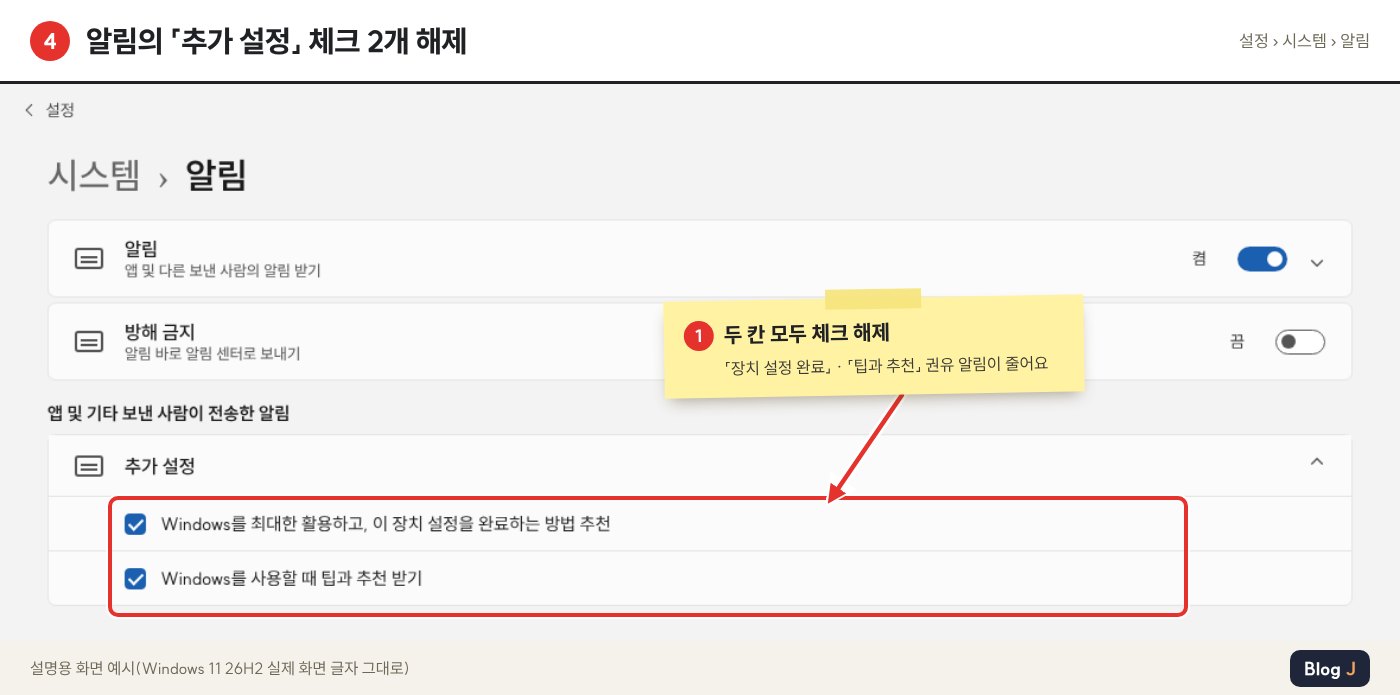 4 알림의 「추가 설정」 체크 2개 해제
설정 › 시스템 › 알림
설정
시스템 › 알림
알림
앱 및 다른 보낸 사람의 알림 받기
켬
방해 금지
알림 바로 알림 센터로 보내기
끔
1 두 칸 모두 체크 해제
「장치 설정 완료」 · 「팁과 추천」 권유 알림이 줄어요
앱 및 기타 보낸 사람이 전송한 알림
추가 설정
Windows를 최대한 활용하고, 이 장치 설정을 완료하는 방법 추천
Windows를 사용할 때 팁과 추천 받기
설명용 화면 예시(Windows 11 26H2 실제 화면 글자 그대로)
Blog J